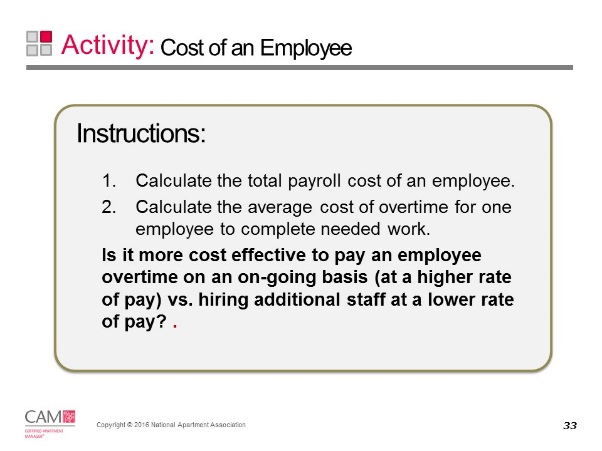 Activity: Cost of an Employee
Instructions:
1. Calculate the total payroll cost of an employee.
2. Calculate the average cost of overtime for one
employee to complete needed work.
Is it more cost effective to pay an employee
overtime on an on-going basis (at a higher rate
of pay) vs. hiring additional staff at a lower rate
of pay? .
CAM
CERTIFIED APARTMENT
MANAGER
Copyright © 2016 National Apartment Association
33